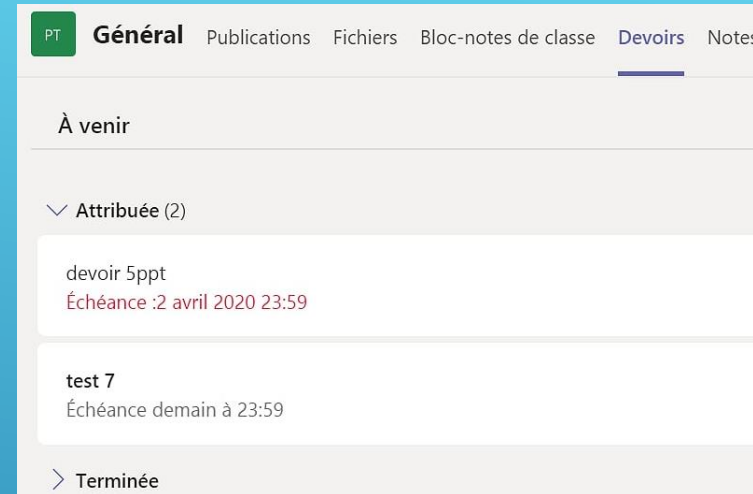 PT Général Publications Fichiers Bloc-notes de classe Devoirs Notes
À venir
Attribuée (2)
devoir 5ppt
Échéance :2 avril 2020 23:59
test 7
Échéance demain à 23:59
Terminée